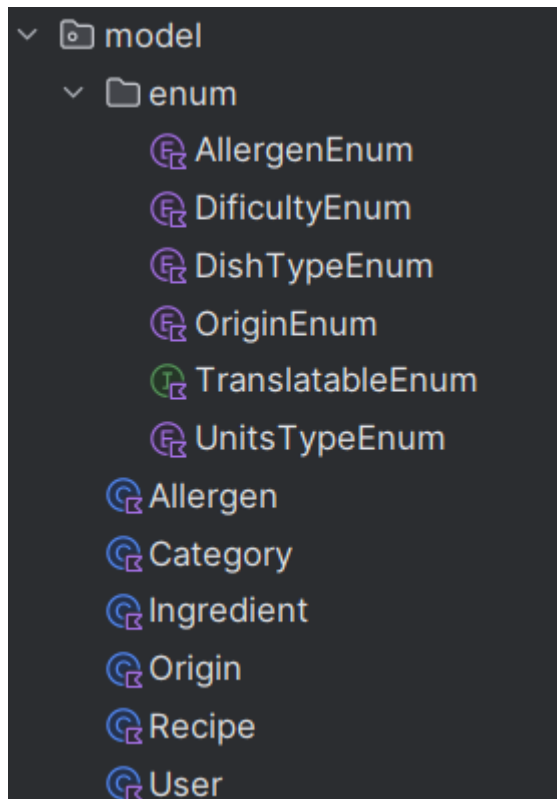 model
enum
AllergenEnum
DificultyEnum
DishTypeEnum
OriginEnum
TranslatableEnum
UnitsTypeEnum
Allergen
Category
Ingredient
Origin
Recipe
User